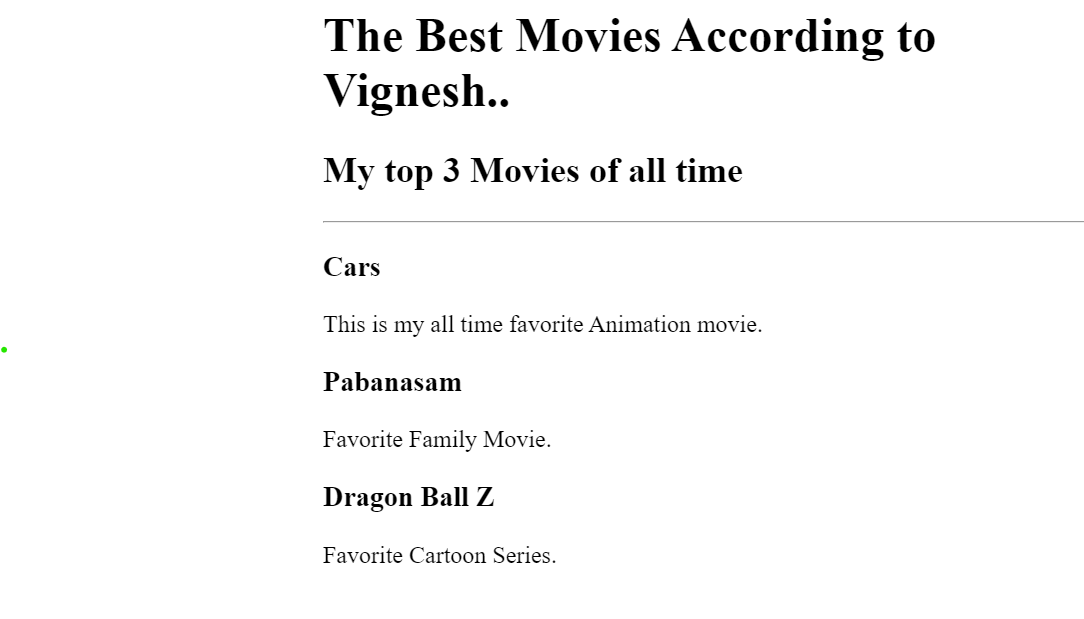 The Best Movies According to
Vignesh..
My top 3 Movies of all time
Cars
This is my all time favorite Animation movie.
Pabanasam
Favorite Family Movie.
Dragon Ball Z
Favorite Cartoon Series.